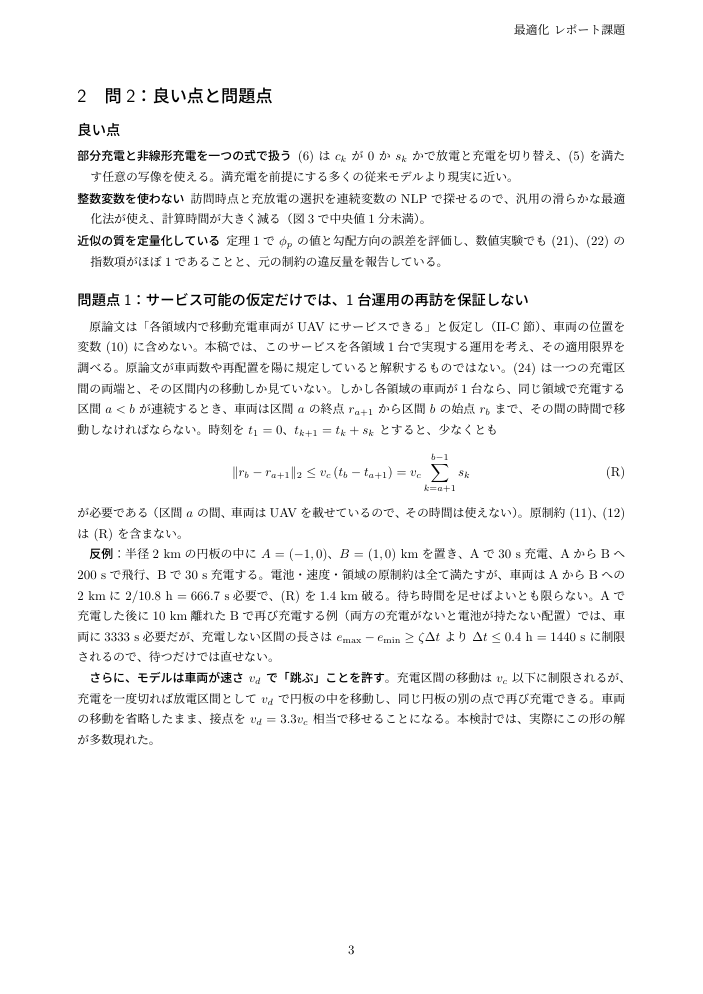 最適化 レポート課題
2 問 2：良い点と問題点
良い点
部分充電と非線形充電を一つの式で扱う (6) は c_k が 0 か s_k かで放電と充電を切り替え、(5) を満た
す任意の写像を使える。満充電を前提にする多くの従来モデルより現実に近い。
整数変数を使わない 訪問時点と充放電の選択を連続変数の NLP で探せるので、汎用の滑らかな最適
化法が使え、計算時間が大きく減る（図 3 で中央値 1 分未満）。
近似の質を定量化している 定理 1 で ϕ_p の値と勾配方向の誤差を評価し、数値実験でも (21)、(22) の
指数項がほぼ 1 であることと、元の制約の違反量を報告している。
問題点 1：サービス可能の仮定だけでは、1 台運用の再訪を保証しない
原論文は「各領域内で移動充電車両が UAV にサービスできる」と仮定し（II-C 節）、車両の位置を
変数 (10) に含めない。本稿では、このサービスを各領域 1 台で実現する運用を考え、その適用限界を
調べる。原論文が車両数や再配置を陽に規定していると解釈するものではない。(24) は一つの充電区
間の両端と、その区間内の移動しか見ていない。しかし各領域の車両が 1 台なら、同じ領域で充電する
区間 a < b が連続するとき、車両は区間 a の終点 r_{a+1} から区間 b の始点 r_b まで、その間の時間で移
動しなければならない。時刻を t_1 = 0、t_{k+1} = t_k + s_k とすると、少なくとも
‖r_b − r_{a+1}‖_2 ≤ v_c (t_b − t_{a+1}) = v_c ∑_{k=a+1}^{b−1} s_k (R)
が必要である（区間 a の間、車両は UAV を載せているので、その時間は使えない）。原制約 (11)、(12)
は (R) を含まない。
反例：半径 2 km の円板の中に A = (−1, 0)、B = (1, 0) km を置き、A で 30 s 充電、A から B へ
200 s で飛行、B で 30 s 充電する。電池・速度・領域の原制約は全て満たすが、車両は A から B への
2 km に 2/10.8 h = 666.7 s 必要で、(R) を 1.4 km 破る。待ち時間を足せばよいとも限らない。A で
充電した後に 10 km 離れた B で再び充電する例（両方の充電がないと電池が持たない配置）では、車
両に 3333 s 必要だが、充電しない区間の長さは e_max − e_min ≥ ζΔt より Δt ≤ 0.4 h = 1440 s に制限
されるので、待つだけでは直せない。
さらに、モデルは車両が速さ v_d で「跳ぶ」ことを許す。充電区間の移動は v_c 以下に制限されるが、
充電を一度切れば放電区間として v_d で円板の中を移動し、同じ円板の別の点で再び充電できる。車両
の移動を省略したまま、接点を v_d = 3.3v_c 相当で移せることになる。本検討では、実際にこの形の解
が多数現れた。
3